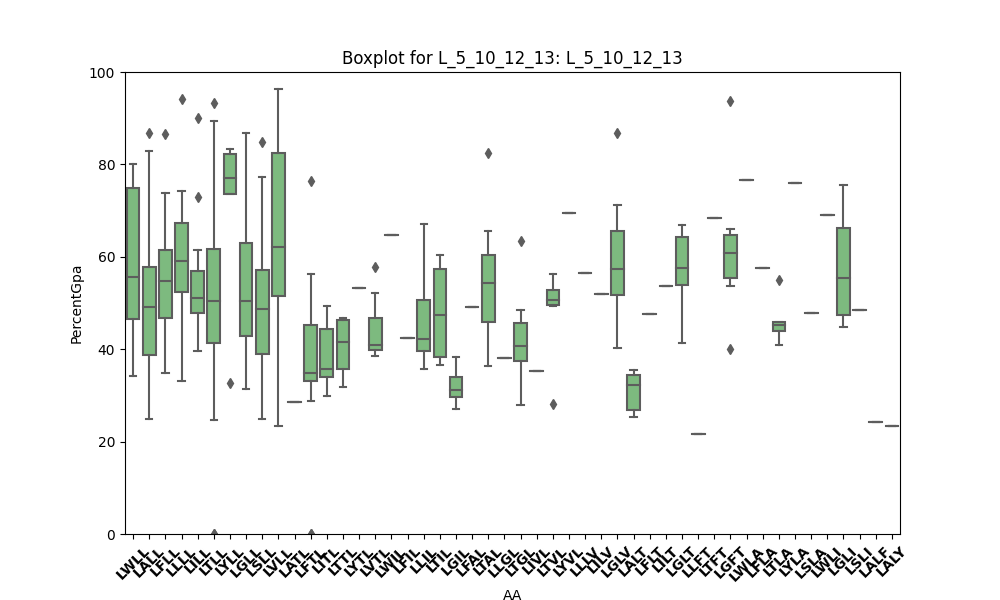 Boxplot for L_5_10_12_13: L_5_10_12_13
PercentGpa
100
80
60
40
20
0
LWLL LALL LFLL LLLL LILL LTLL LYLL LGLL LSLL LVLL LATL LFTL LITL LTTL LYTL LVTL LWIL LFIL LLIL LTIL LGIL LFAL LTAL LLGL LTGL LIVL LTVL LYVL LLLV LILV LGLV LALT LFLT LILT LGLT LLFT LTFT LGFT LWLA LFLA LTLA LYLA LSLA LWLI LGLI LSLI LALF LALY
AA